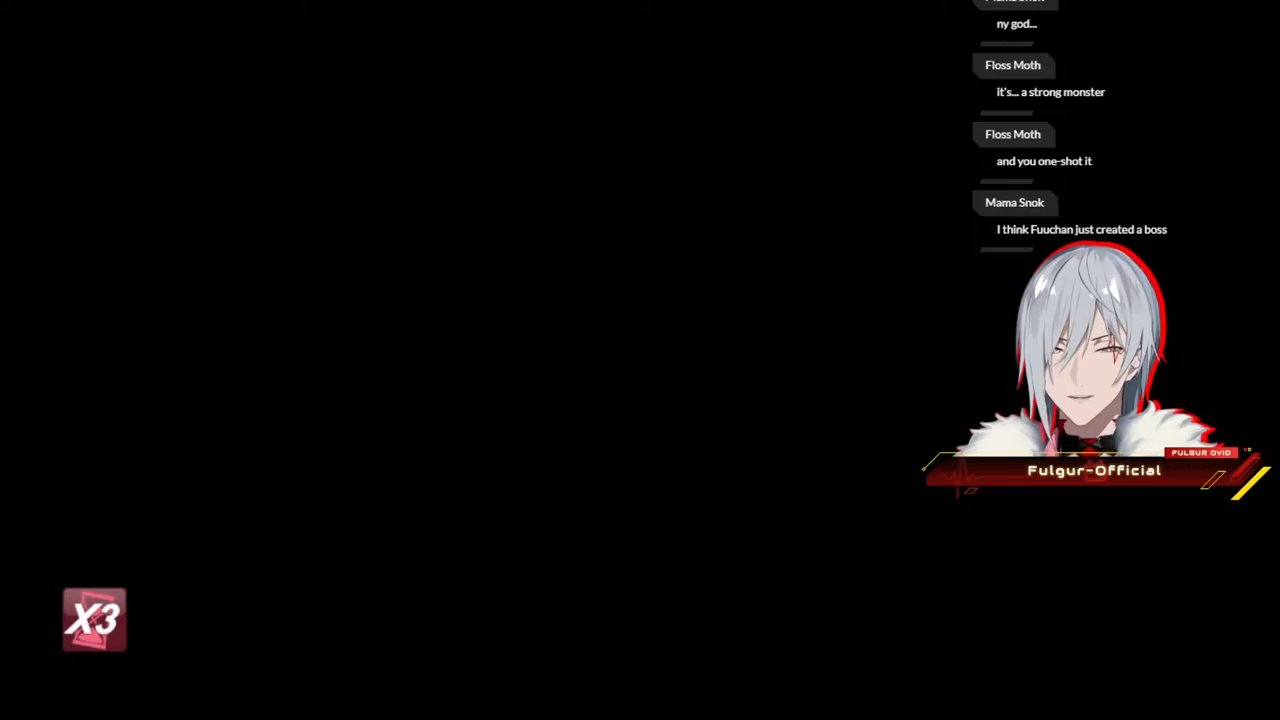 ny god...
Floss Moth
it's... a strong monster
Floss Moth
and you one-shot it
Mama Snok
I think Fuuchan just created a boss
FULGUR OVID
Fulgur-Official
X3